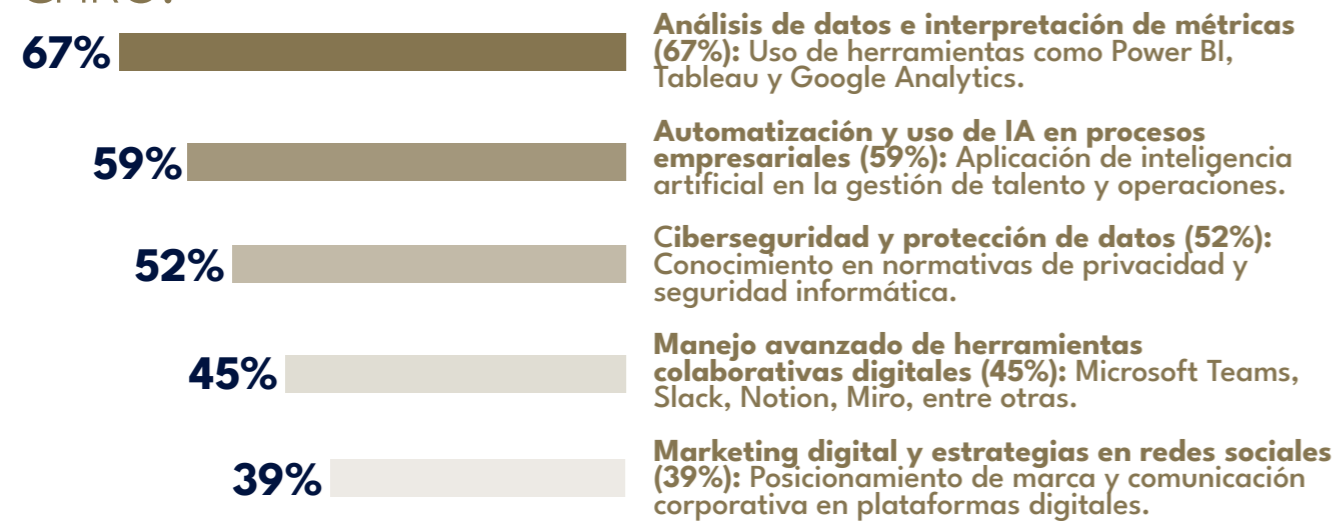 67%
Análisis de datos e interpretación de métricas
(67%): Uso de herramientas como Power BI,
Tableau y Google Analytics.
59%
Automatización y uso de IA en procesos
empresariales (59%): Aplicación de inteligencia
artificial en la gestión de talento y operaciones.
52%
Ciberseguridad y protección de datos (52%):
Conocimiento en normativas de privacidad y
seguridad informática.
45%
Manejo avanzado de herramientas
colaborativas digitales (45%): Microsoft Teams,
Slack, Notion, Miro, entre otras.
39%
Marketing digital y estrategias en redes sociales
(39%): Posicionamiento de marca y comunicación
corporativa en plataformas digitales.